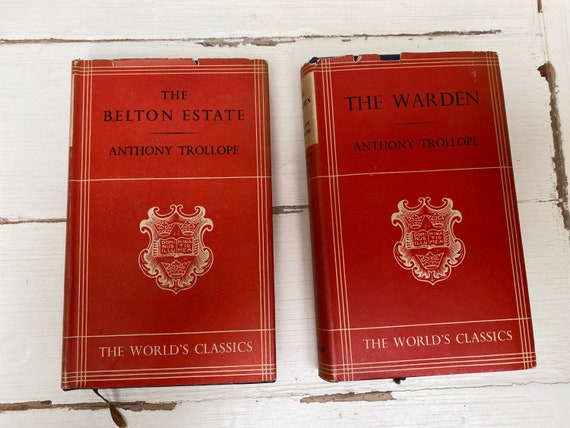 THE
BELTON ESTATE
ANTHONY TROLLOPE
THE WORLD'S CLASSICS
THE WARDEN
ANTHONY TROLLOPE
THE WORLD'S CLASSICS